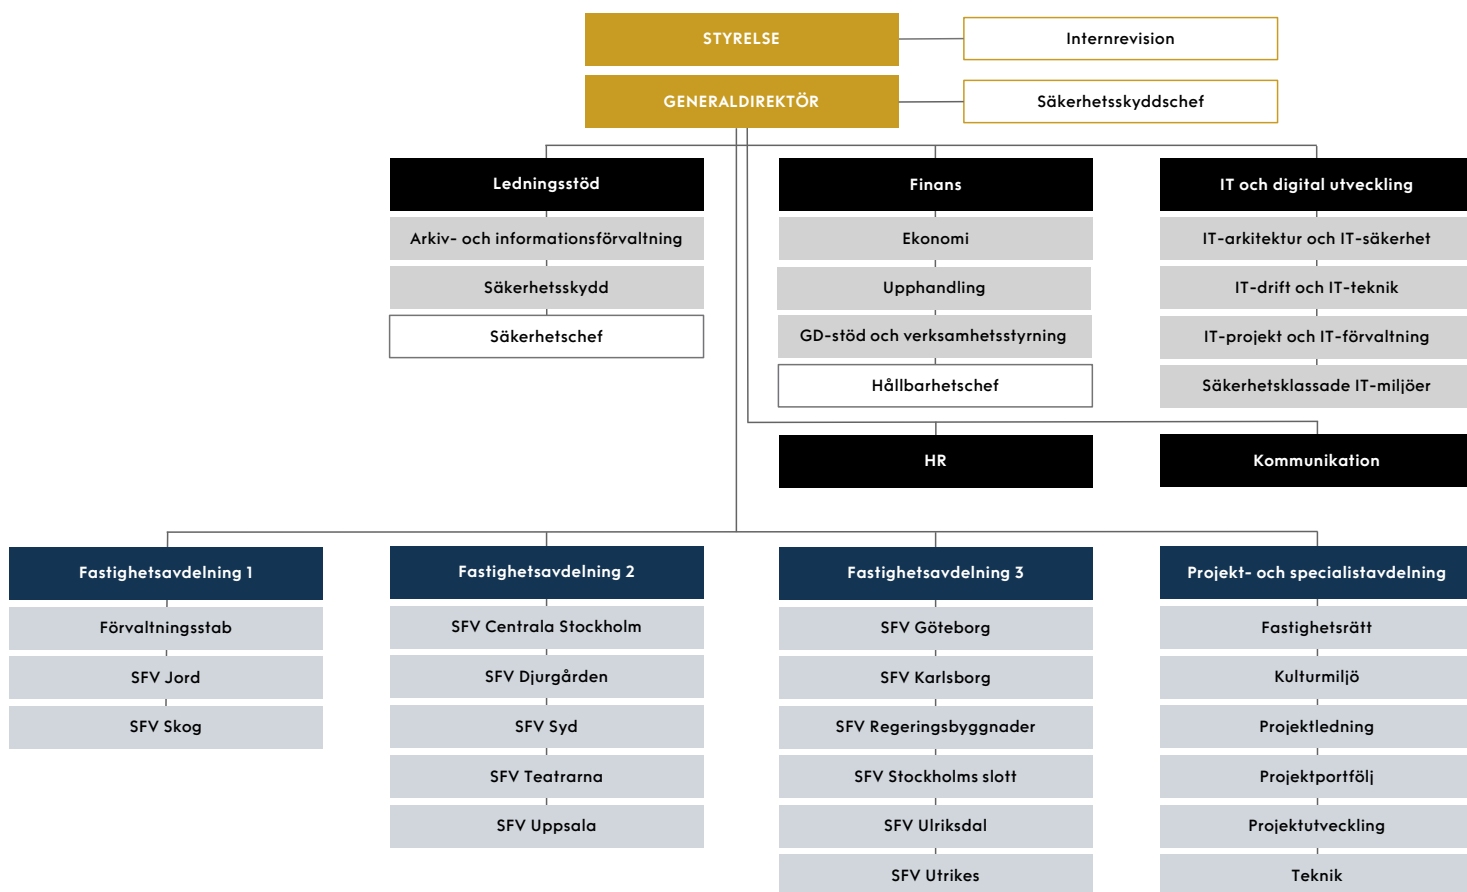 STYRELSE
Internrevision
GENERALDIREKTÖR
Säkerhetsskyddschef
Ledningsstöd
Arkiv- och informationsförvaltning
Säkerhetsskydd
Säkerhetschef
Finans
Ekonomi
Upphandling
GD-stöd och verksamhetsstyrning
Hållbarhetschef
IT och digital utveckling
IT-arkitektur och IT-säkerhet
IT-drift och IT-teknik
IT-projekt och IT-förvaltning
Säkerhetsklassade IT-miljöer
HR
Kommunikation
Fastighetsavdelning 1
Förvaltningsstab
SFV Jord
SFV Skog
Fastighetsavdelning 2
SFV Centrala Stockholm
SFV Djurgården
SFV Syd
SFV Teatrarna
SFV Uppsala
Fastighetsavdelning 3
SFV Göteborg
SFV Karlsborg
SFV Regeringsbyggnader
SFV Stockholms slott
SFV Ulriksdal
SFV Utrikes
Projekt- och specialistavdelning
Fastighetsrätt
Kulturmiljö
Projektledning
Projektportfölj
Projektutveckling
Teknik